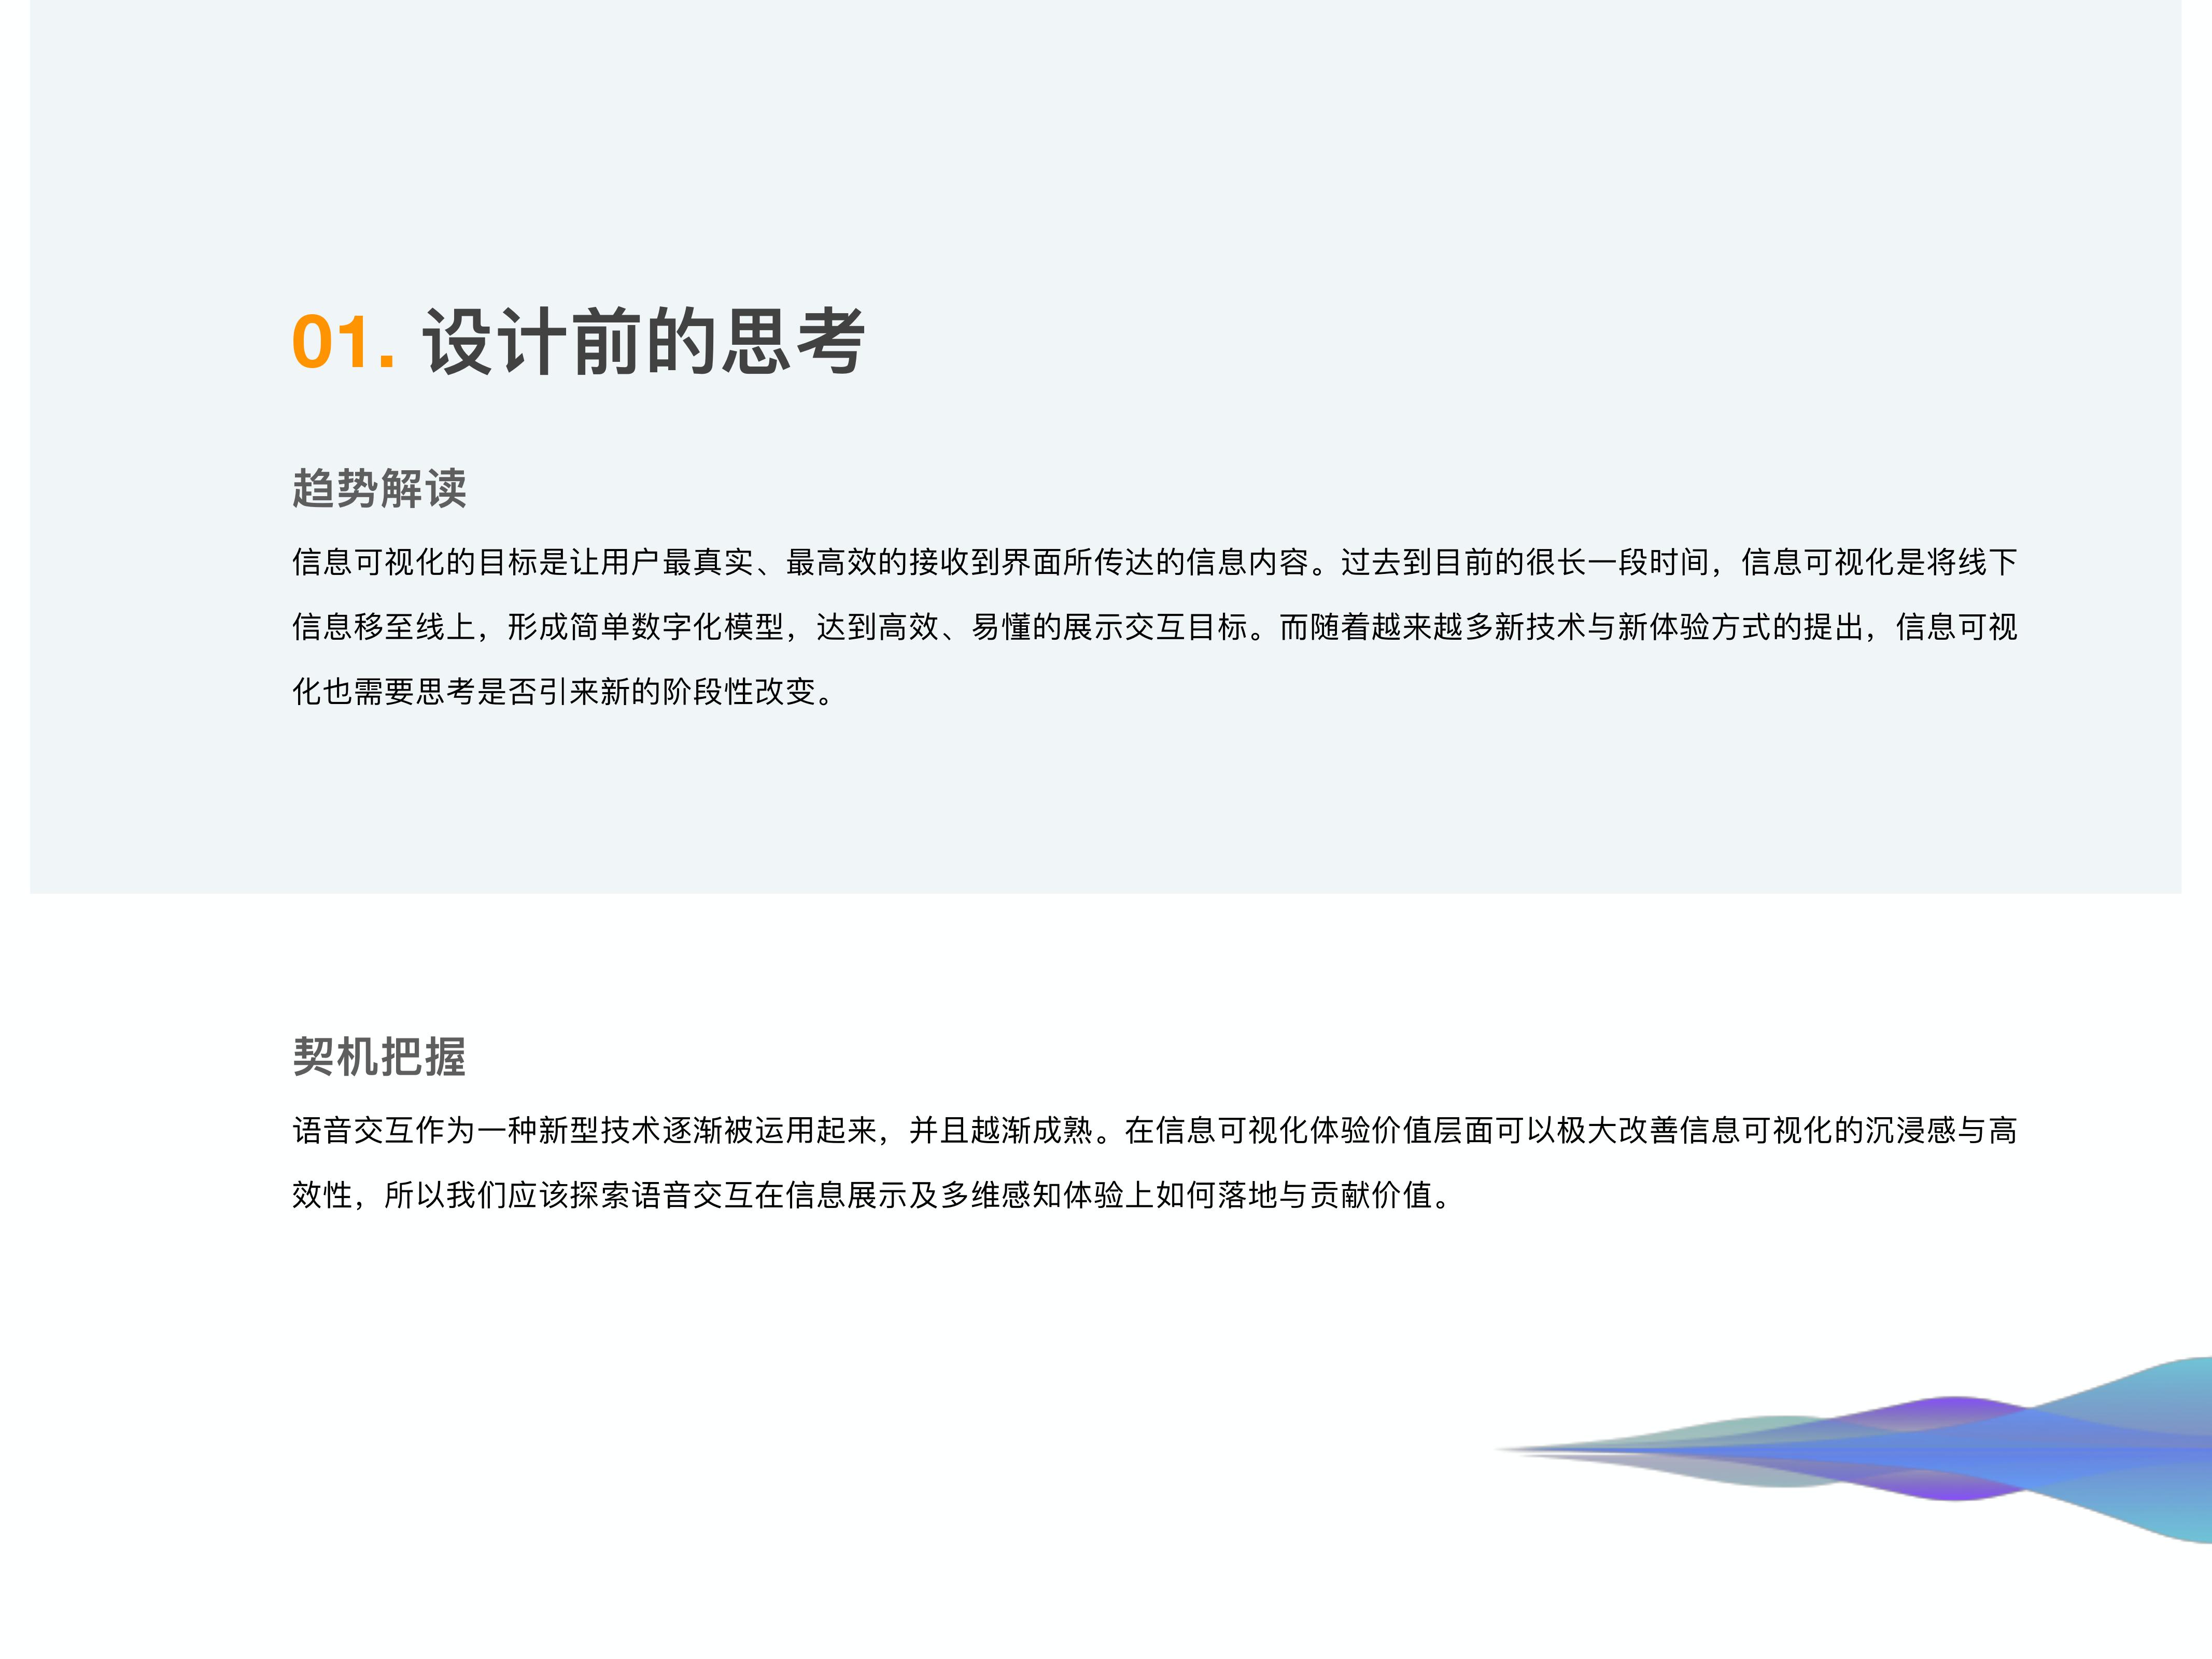 01. 设计前的思考
趋势解读
信息可视化的目标是让用户最真实、最高效的接收到界面所传达的信息内容。过去到目前的很长一段时间，信息可视化是将线下
信息移至线上，形成简单数字化模型，达到高效、易懂的展示交互目标。而随着越来越多新技术与新体验方式的提出，信息可视
化也需要思考是否引来新的阶段性改变。
契机把握
语音交互作为一种新型技术逐渐被运用起来，并且越渐成熟。在信息可视化体验价值层面可以极大改善信息可视化的沉浸感与高
效性，所以我们应该探索语音交互在信息展示及多维感知体验上如何落地与贡献价值。